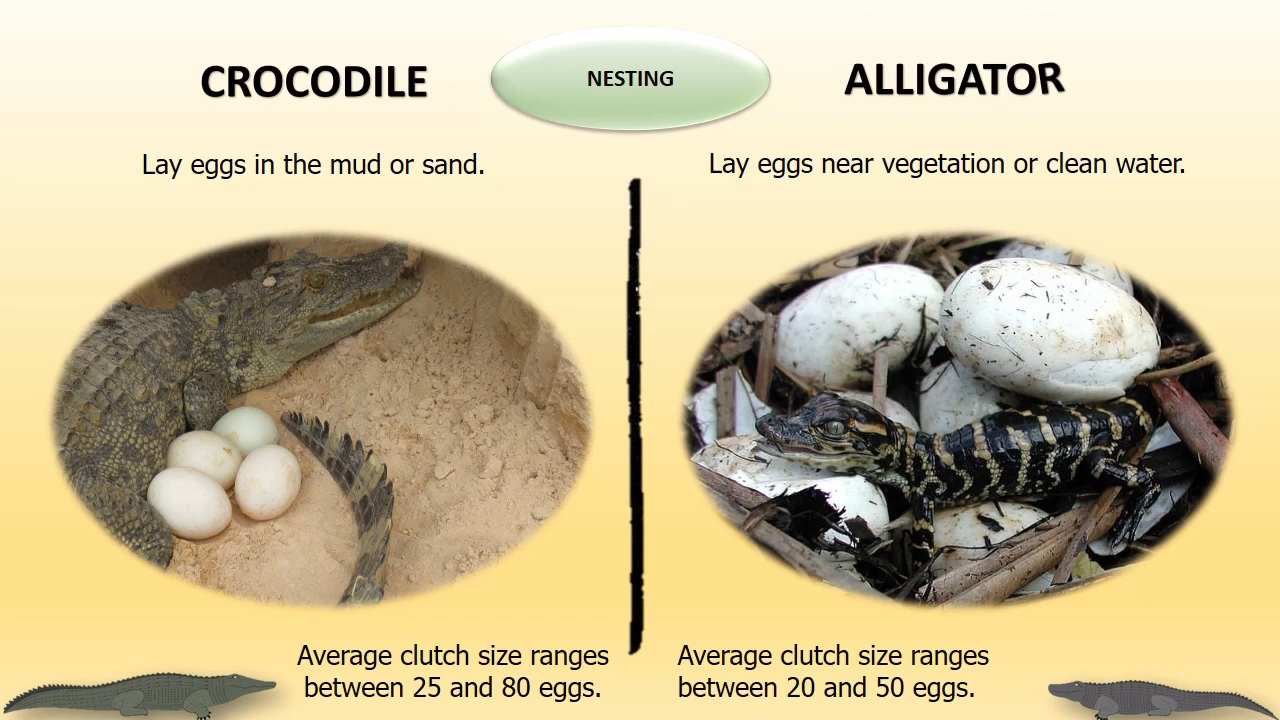 CROCODILE
NESTING
ALLIGATOR
Lay eggs in the mud or sand.
Lay eggs near vegetation or clean water.
Average clutch size ranges
between 25 and 80 eggs.
Average clutch size ranges
between 20 and 50 eggs.